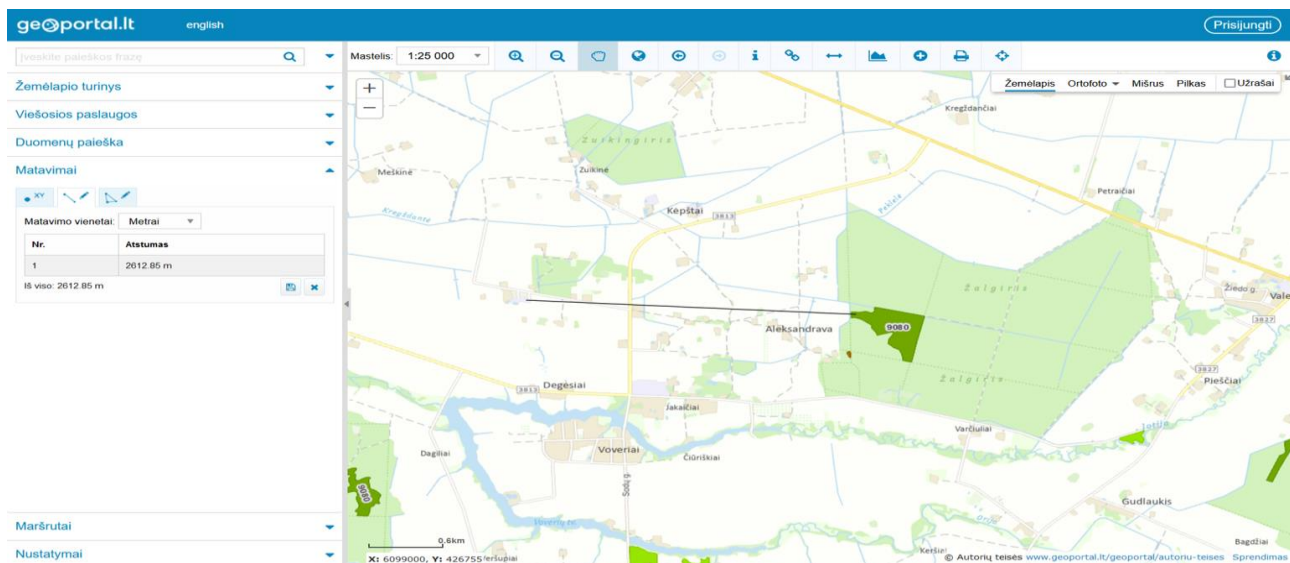 geoportal.lt english Prisijungti
Įveskite paieškos frazę
Mastelis: 1:25 000
Žemėlapio turinys
Viešosios paslaugos
Duomenų paieška
Matavimai
XY
Matavimo vienetai: Metrai
Nr. Atstumas
1 2612.85 m
Iš viso: 2612.85 m
Maršrutai
Nustatymai
+
−
Žemėlapis Ortofoto Mišrus Pilkas Užrašai
Kregždančiai
Zuikingiris
Meškinė
Zuikinė
Petraičiai
Kepštai
3813
Kregždantė
Žalgiris
Žiedo g.
Vale
3827
Aleksandrava
9080
3827
Pieščiai
Žalgiris
3813
Degėsiai
Jakaičiai
Varčiuliai
Dagiliai
Voveriai
Čiūriškiai
9080
Sodų g.
Gudlaukis
Bagdžiai
0.6km
X: 6099000, Y: 426755
© Autorių teisės www.geoportal.lt/geoportal/autoriu-teises Sprendimas